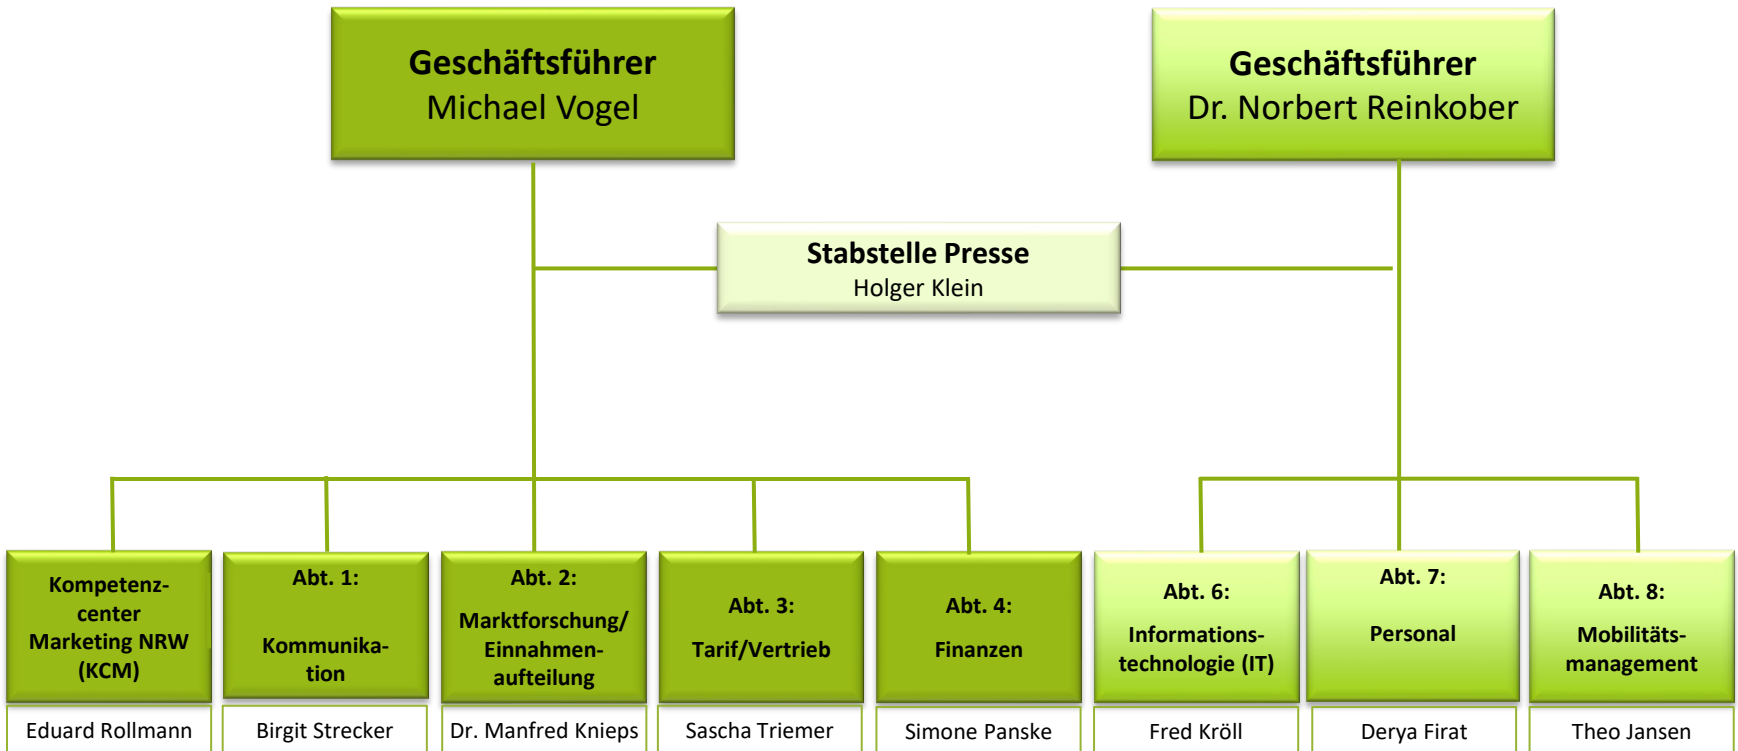 Geschäftsführer
Michael Vogel
Geschäftsführer
Dr. Norbert Reinkober
Stabstelle Presse
Holger Klein
Kompetenz-
center
Marketing NRW
(KCM)
Eduard Rollmann
Abt. 1:
Kommunika-
tion
Birgit Strecker
Abt. 2:
Marktforschung/
Einnahmen-
aufteilung
Dr. Manfred Knieps
Abt. 3:
Tarif/Vertrieb
Sascha Triemer
Abt. 4:
Finanzen
Simone Panske
Abt. 6:
Informations-
technologie (IT)
Fred Kröll
Abt. 7:
Personal
Derya Firat
Abt. 8:
Mobilitäts-
management
Theo Jansen